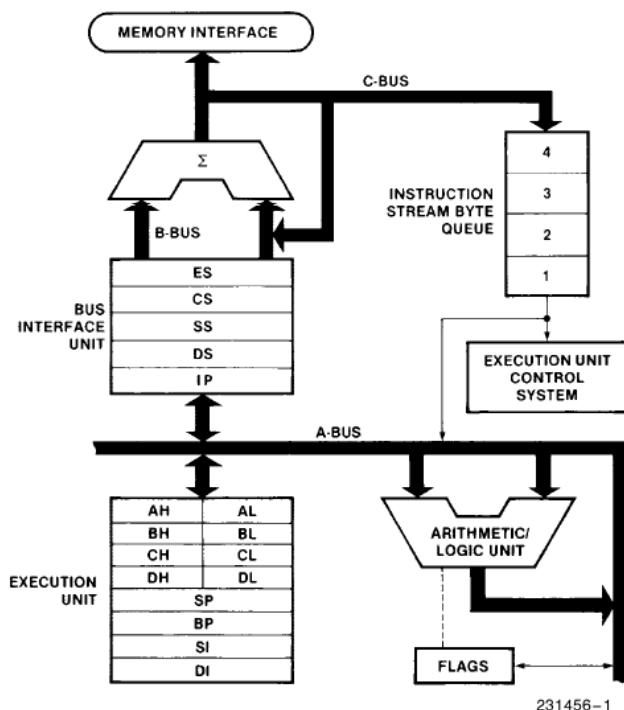 MEMORY INTERFACE
C-BUS
Σ
B-BUS
INSTRUCTION
STREAM BYTE
QUEUE
4
3
2
1
BUS
INTERFACE
UNIT
ES
CS
SS
DS
IP
EXECUTION UNIT
CONTROL
SYSTEM
A-BUS
EXECUTION
UNIT
AH AL
BH BL
CH CL
DH DL
SP
BP
SI
DI
ARITHMETIC/
LOGIC UNIT
FLAGS
231456-1